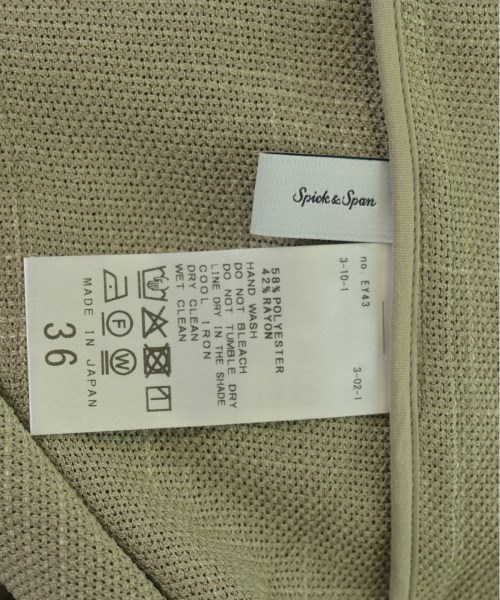 Spick & Span
no EY43
3-10-1
3-02-1
58% POLYESTER
42% RAYON
HAND WASH
DO NOT BLEACH
DO NOT TUMBLE DRY
LINE DRY IN THE SHADE
COOL IRON
DRY CLEAN
WET CLEAN
F W
MADE IN JAPAN
36